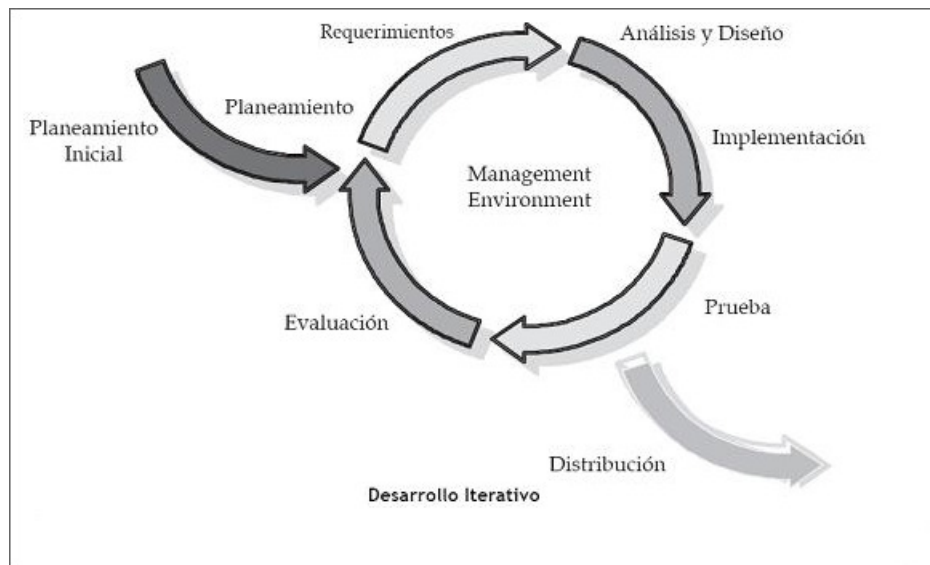 Requerimientos
Análisis y Diseño
Planeamiento
Planeamiento
Inicial
Implementación
Management
Environment
Evaluación
Prueba
Distribución
Desarrollo Iterativo